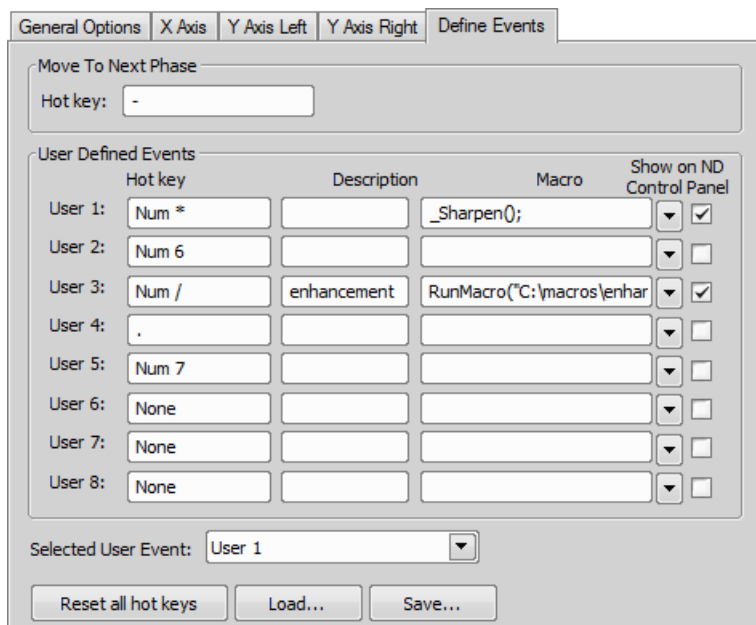 General Options X Axis Y Axis Left Y Axis Right Define Events
Move To Next Phase
Hot key: -
User Defined Events
Hot key Description Macro Show on ND Control Panel
User 1: Num * _Sharpen();
User 2: Num 6
User 3: Num / enhancement RunMacro("C:\macros\enhar
User 4: .
User 5: Num 7
User 6: None
User 7: None
User 8: None
Selected User Event: User 1
Reset all hot keys Load... Save...